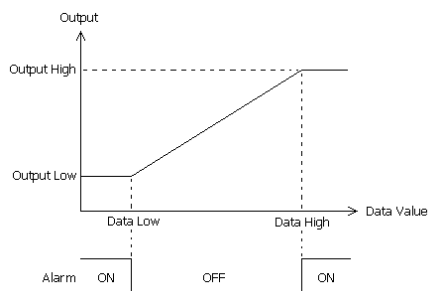 Output
Output High
Output Low
Data Low
Data High
Data Value
Alarm
ON
OFF
ON